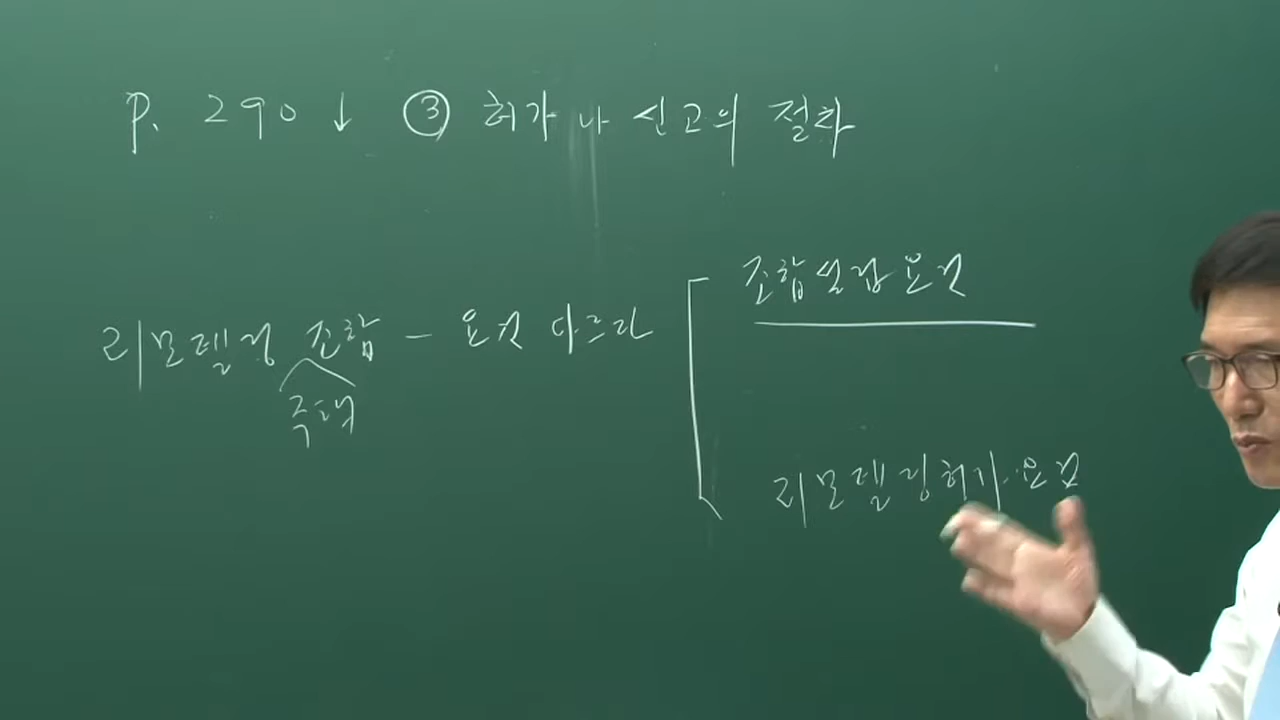 P. 290 ↓ ③ 허가나 신고의 절차
리모델링 조합 - 요건 다르다
주택
조합설립요건
리모델링허가요건